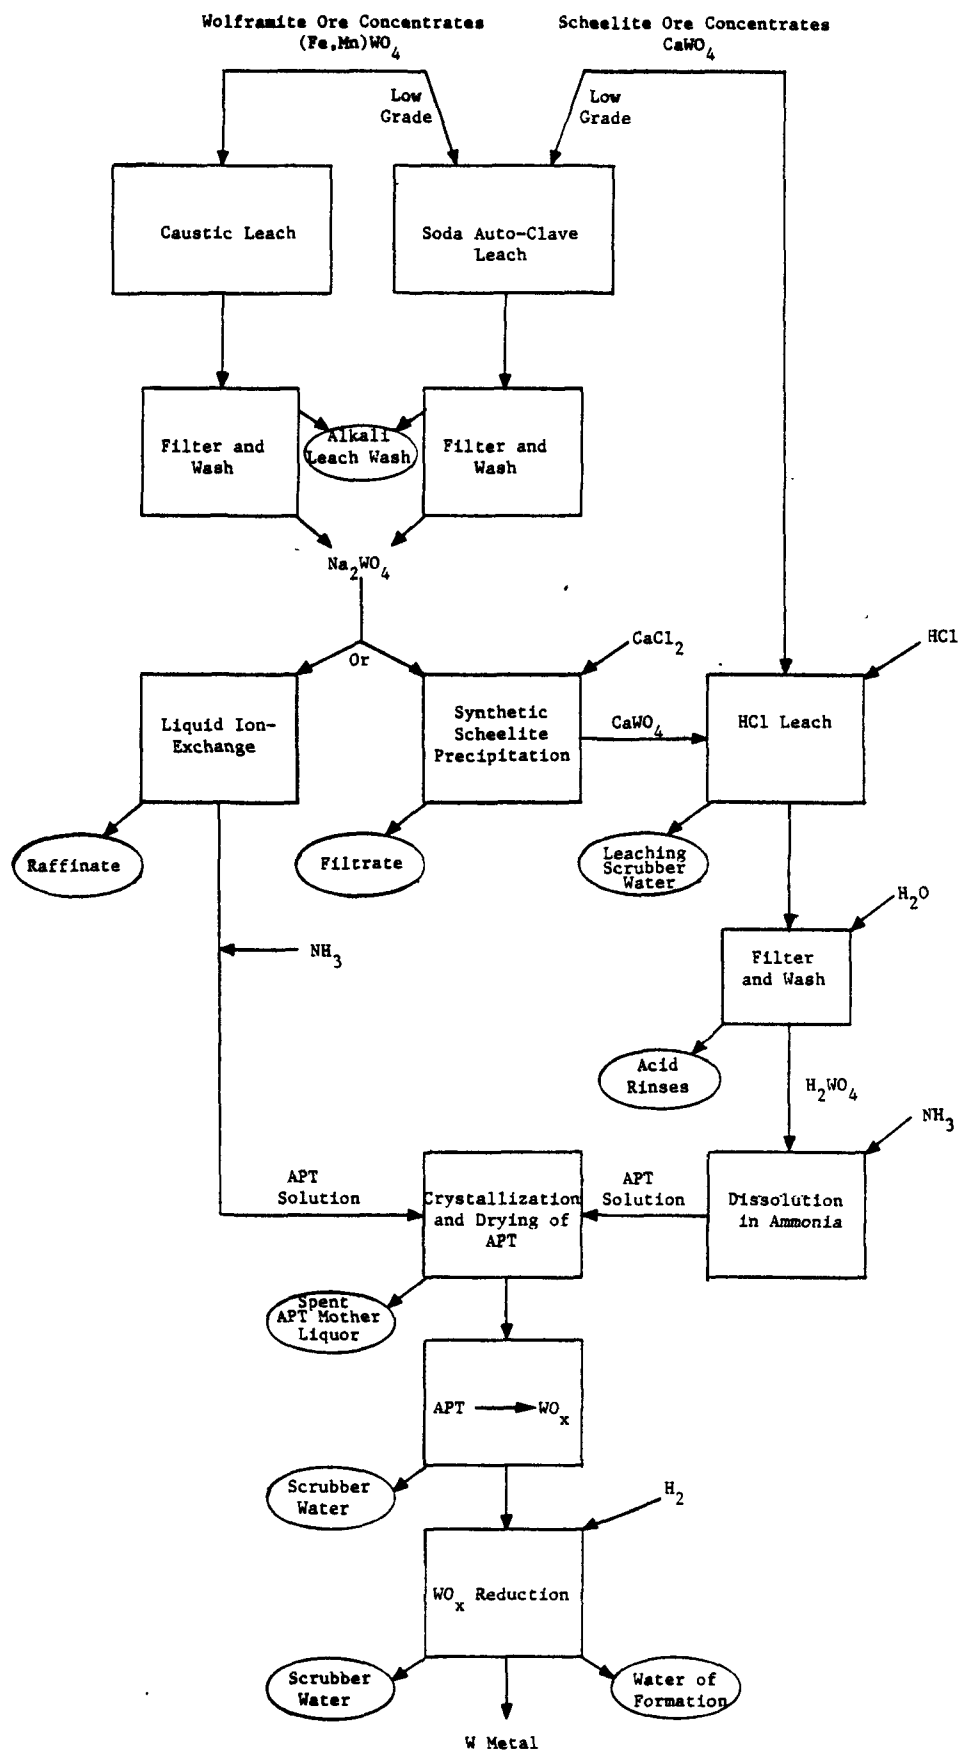 Wolframite Ore Concentrates
(Fe,Mn)WO4
Scheelite Ore Concentrates
CaWO4
Low
Grade
Low
Grade
Caustic Leach
Soda Auto-Clave
Leach
Filter and
Wash
Alkali
Leach Wash
Filter and
Wash
Na2WO4
Or
CaCl2
HCl
Liquid Ion-
Exchange
Synthetic
Scheelite
Precipitation
CaWO4
HCl Leach
Raffinate
Filtrate
Leaching
Scrubber
Water
H2O
NH3
Filter
and Wash
Acid
Rinses
H2WO4
NH3
APT
Solution
Crystallization
and Drying of
APT
APT
Solution
Dissolution
in Ammonia
Spent
APT Mother
Liquor
APT → WOx
Scrubber
Water
H2
WOx Reduction
Scrubber
Water
Water of
Formation
W Metal